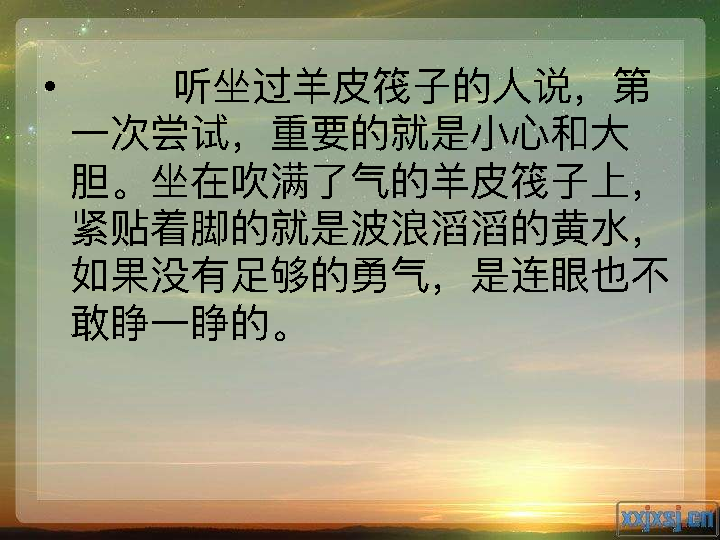 • 听坐过羊皮筏子的人说，第
一次尝试，重要的就是小心和大
胆。坐在吹满了气的羊皮筏子上，
紧贴着脚的就是波浪滔滔的黄水，
如果没有足够的勇气，是连眼也不
敢睁一睁的。
xxjxsj.cn